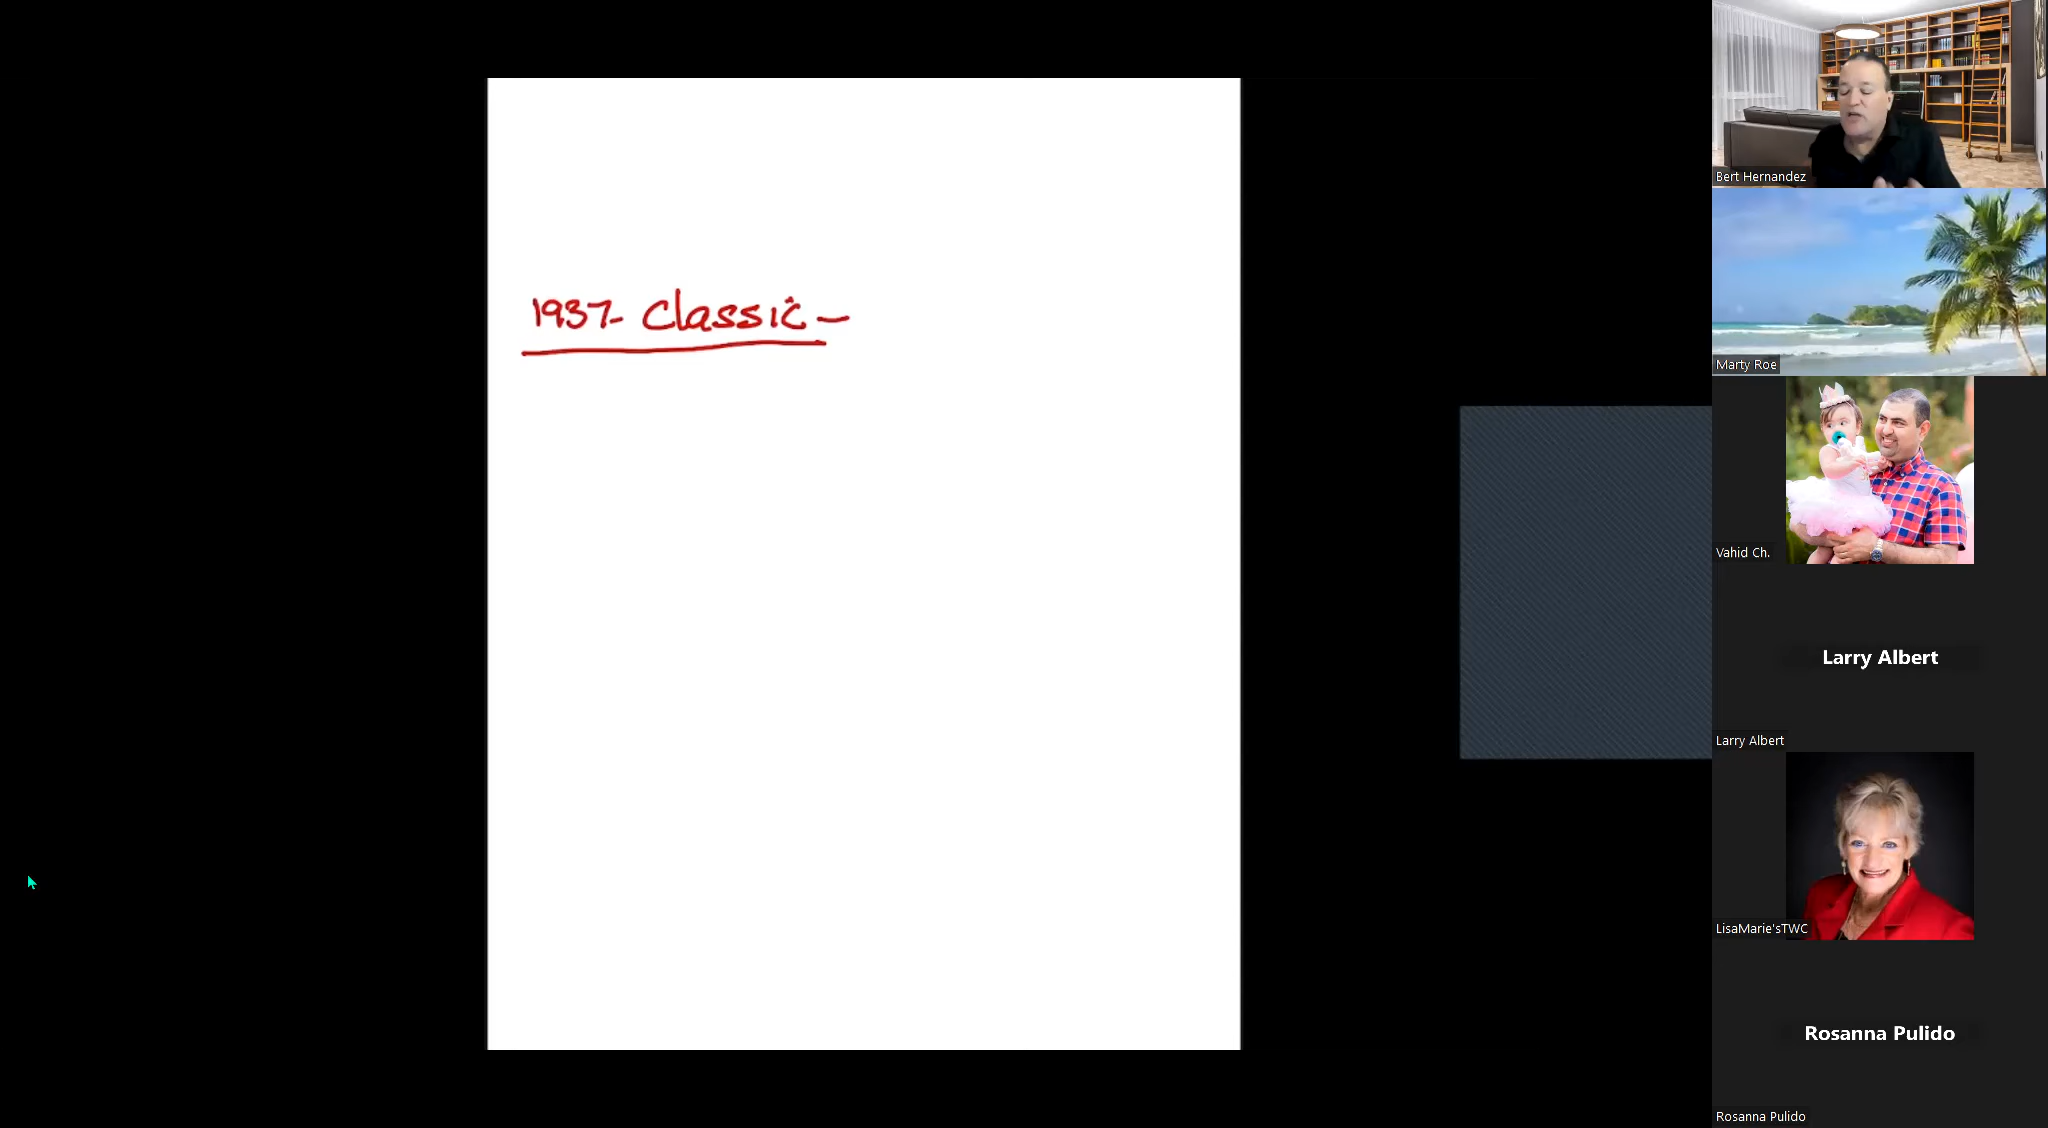 1937- Classic -
Bert Hernandez
Marty Roe
Vahid Ch.
Larry Albert
Larry Albert
LisaMarie'sTWC
Rosanna Pulido
Rosanna Pulido